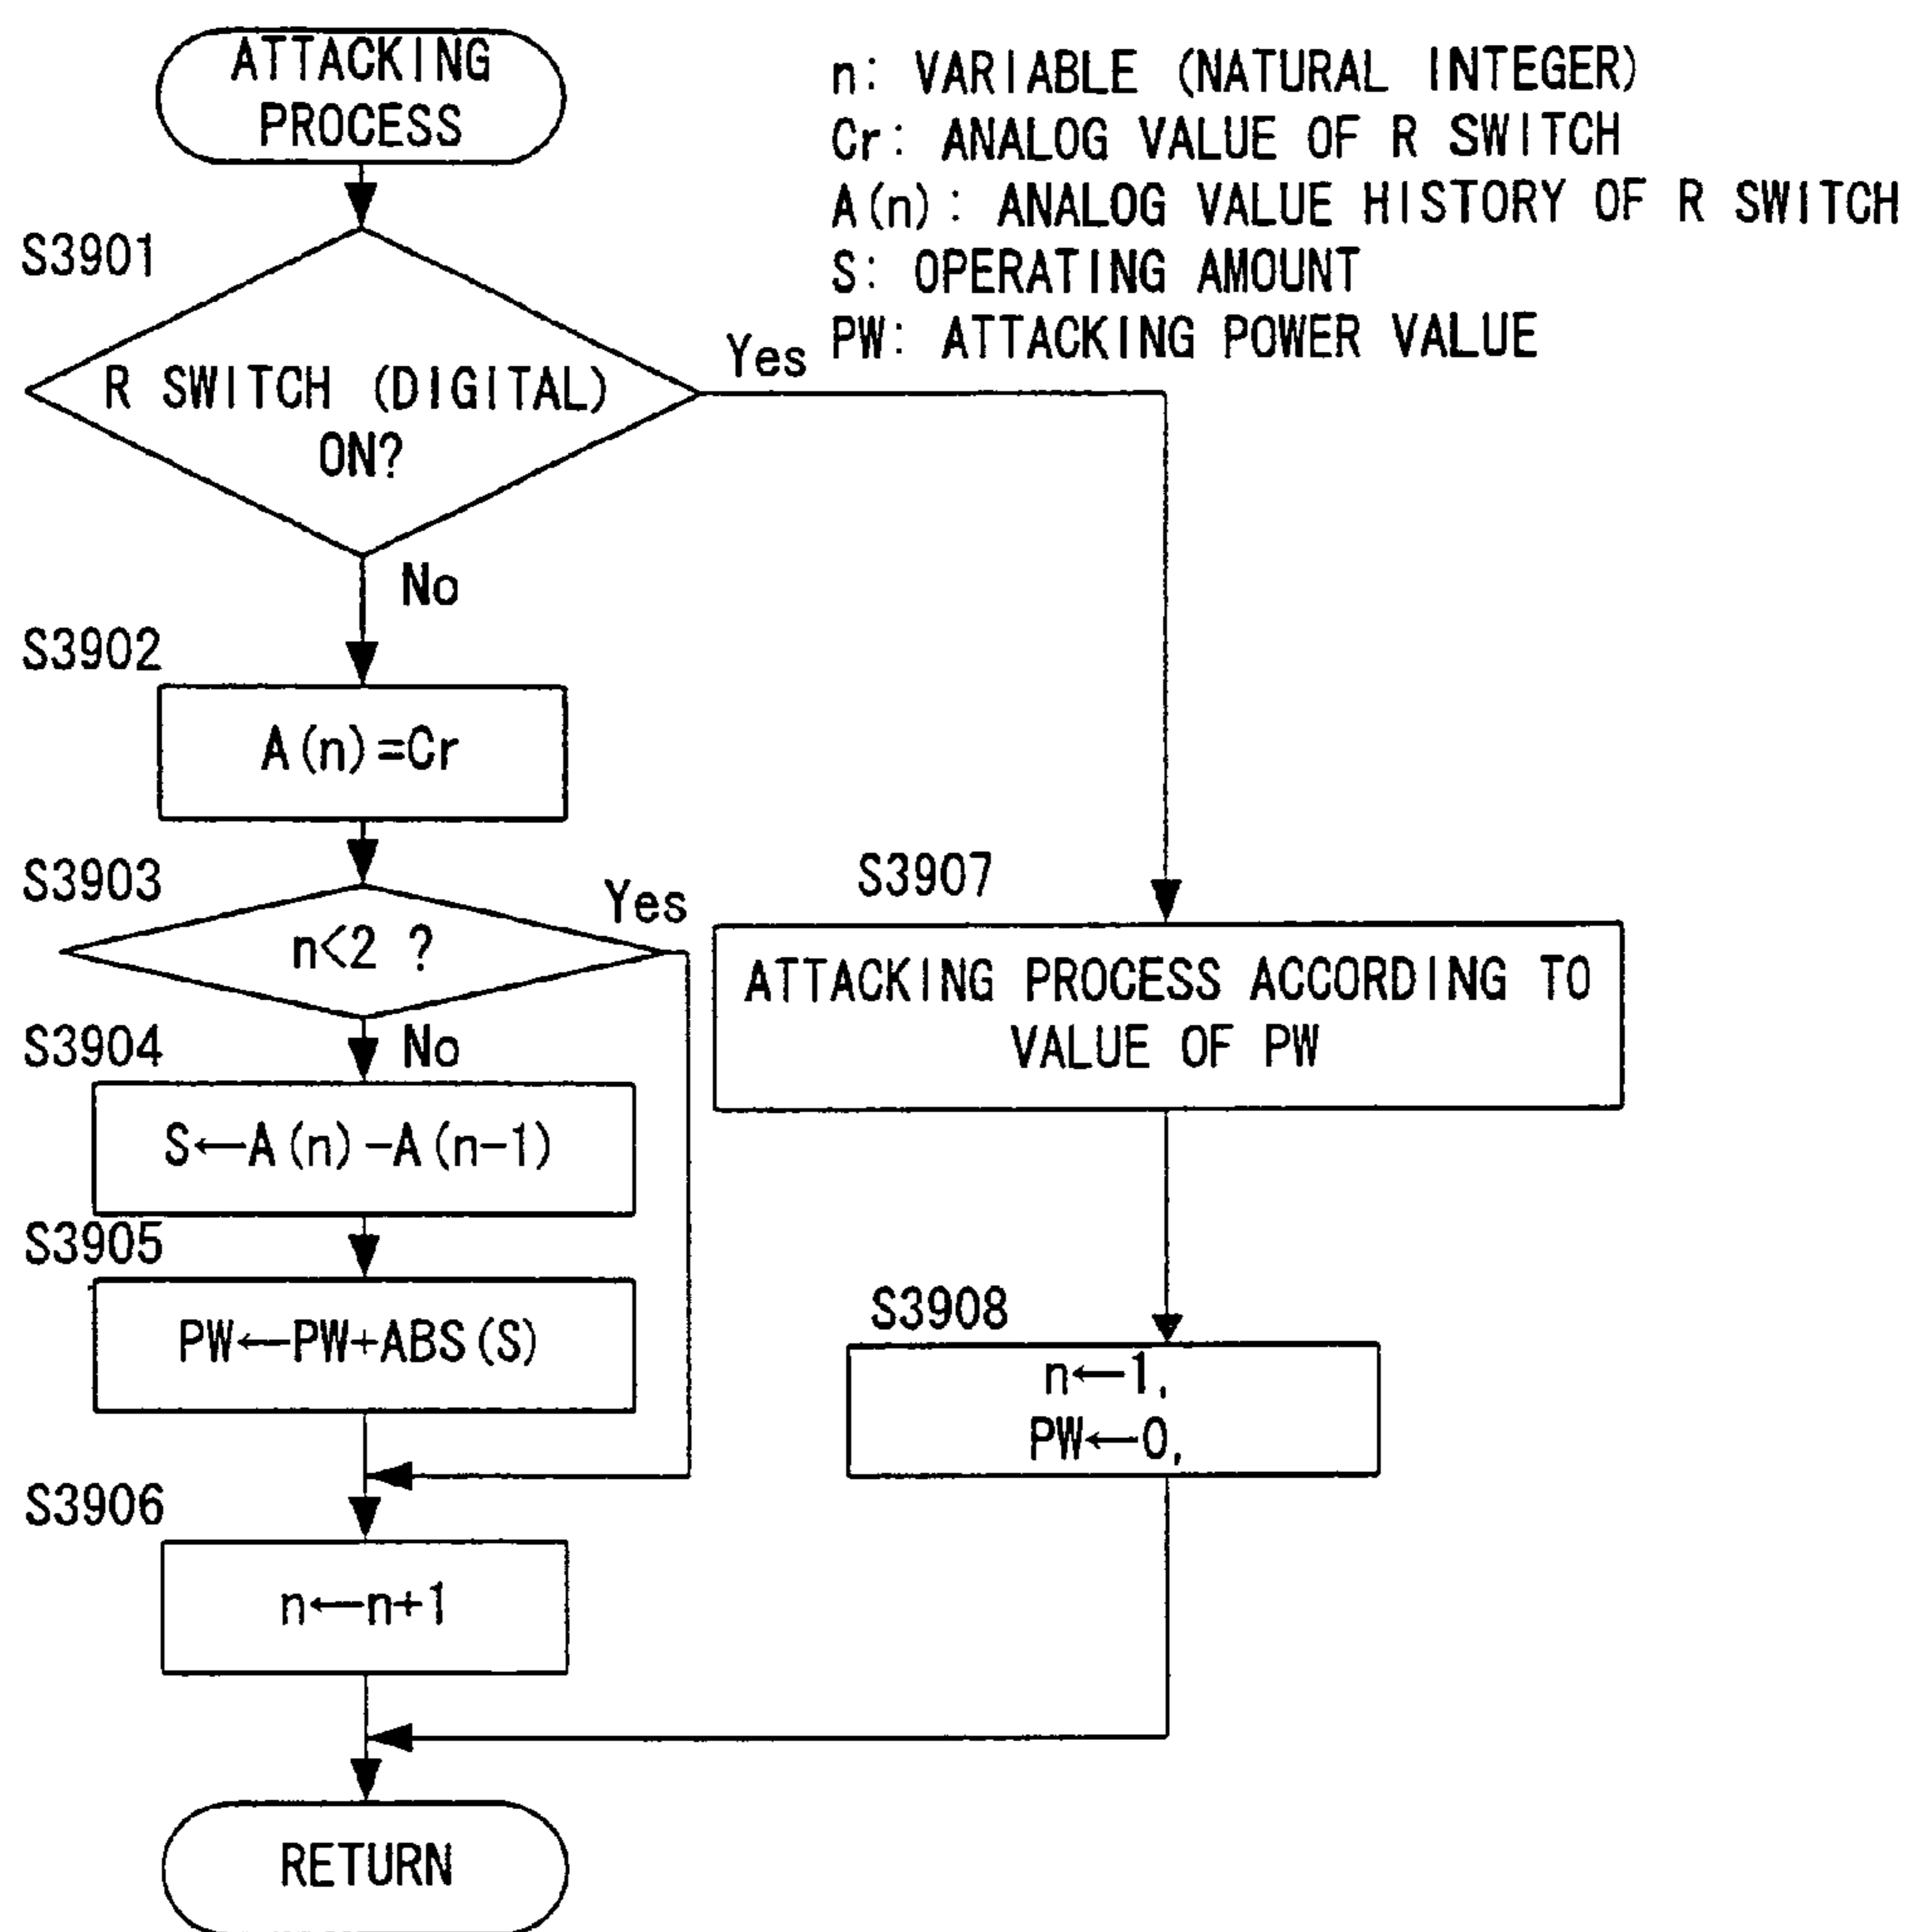 ATTACKING
PROCESS
n: VARIABLE (NATURAL INTEGER)
Cr: ANALOG VALUE OF R SWITCH
A(n): ANALOG VALUE HISTORY OF R SWITCH
S: OPERATING AMOUNT
PW: ATTACKING POWER VALUE
S3901
R SWITCH (DIGITAL)
ON?
Yes
No
S3902
A(n)=Cr
S3903
n<2 ?
Yes
No
S3904
S←A(n)-A(n-1)
S3905
PW←PW+ABS(S)
S3906
n←n+1
S3907
ATTACKING PROCESS ACCORDING TO
VALUE OF PW
S3908
n←1,
PW←0,
RETURN